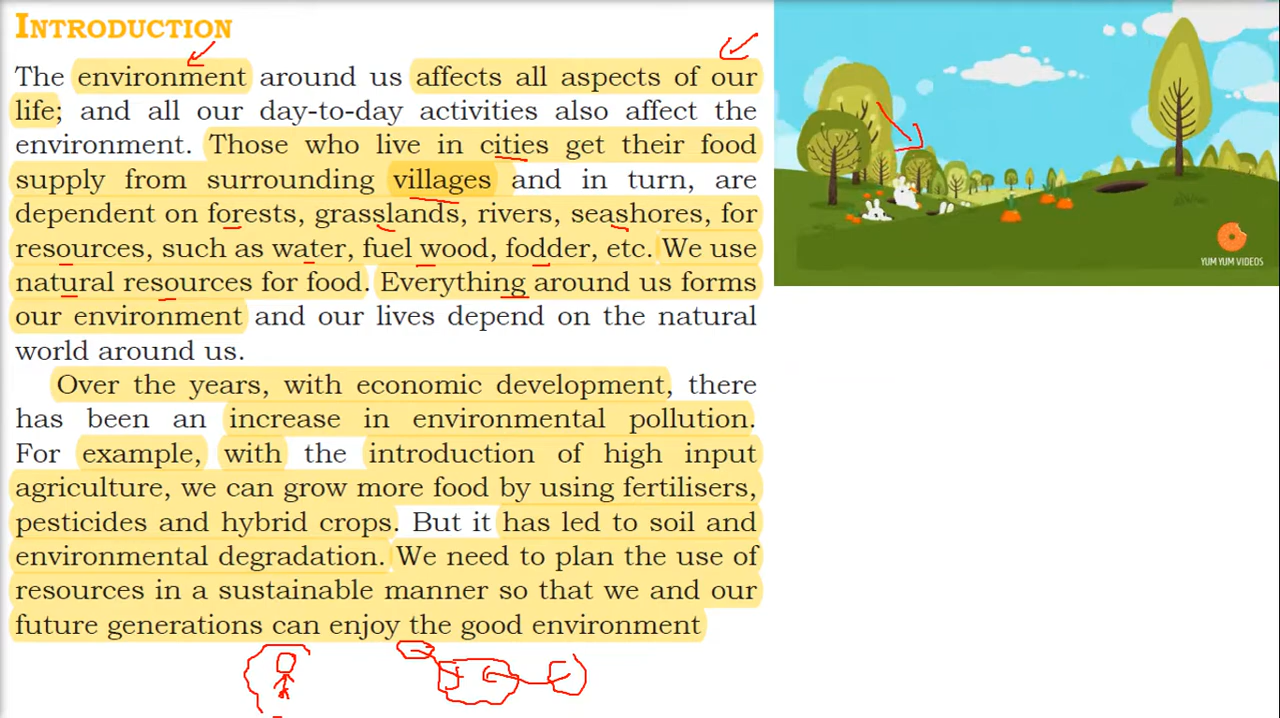 INTRODUCTION
The environment around us affects all aspects of our
life; and all our day-to-day activities also affect the
environment. Those who live in cities get their food
supply from surrounding villages and in turn, are
dependent on forests, grasslands, rivers, seashores, for
resources, such as water, fuel wood, fodder, etc. We use
natural resources for food. Everything around us forms
our environment and our lives depend on the natural
world around us.
Over the years, with economic development, there
has been an increase in environmental pollution.
For example, with the introduction of high input
agriculture, we can grow more food by using fertilisers,
pesticides and hybrid crops. But it has led to soil and
environmental degradation. We need to plan the use of
resources in a sustainable manner so that we and our
future generations can enjoy the good environment
YUM YUM VIDEOS